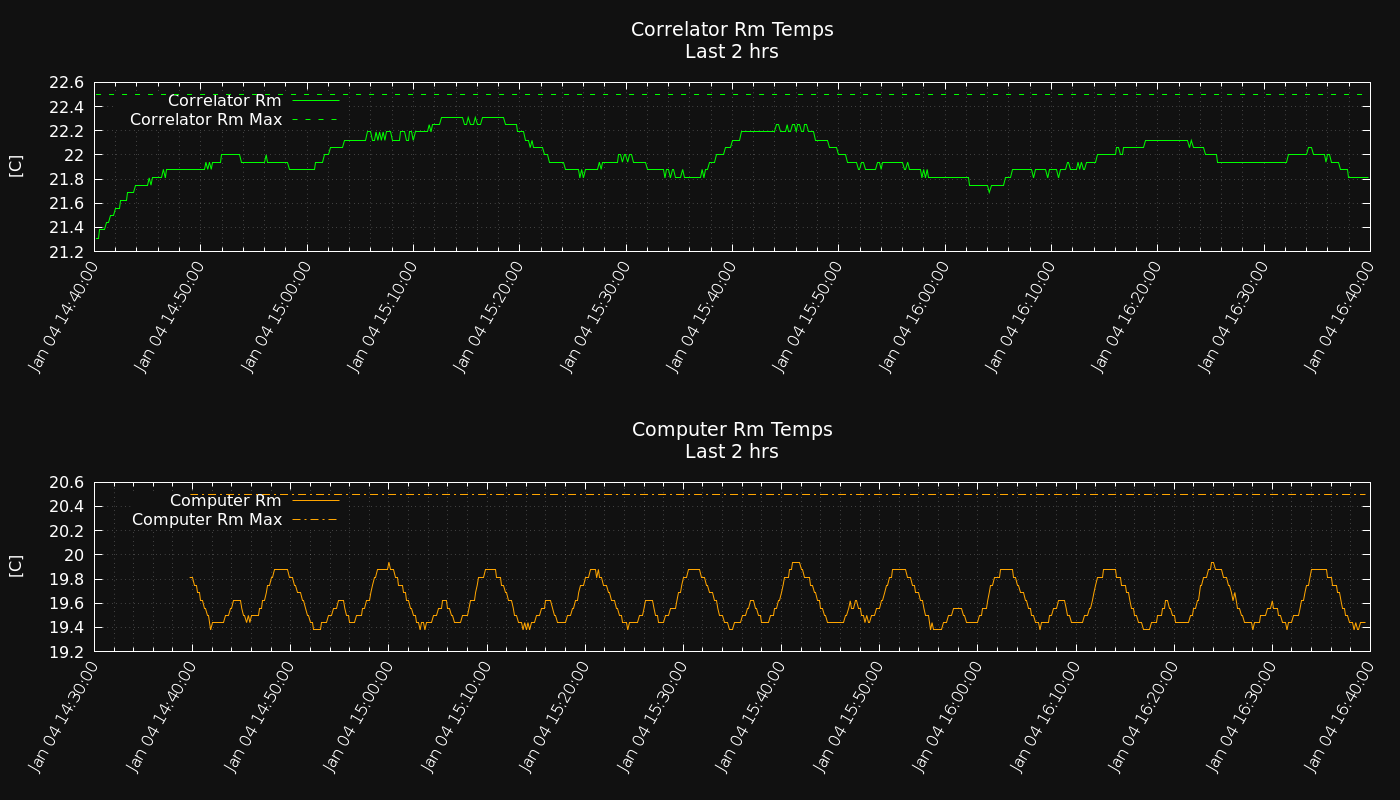 Correlator Rm Temps
Last 2 hrs
22.6
22.4
22.2
22
21.8
21.6
21.4
21.2
[C]
Correlator Rm
Correlator Rm Max
Jan 04 14:40:00
Jan 04 14:50:00
Jan 04 15:00:00
Jan 04 15:10:00
Jan 04 15:20:00
Jan 04 15:30:00
Jan 04 15:40:00
Jan 04 15:50:00
Jan 04 16:00:00
Jan 04 16:10:00
Jan 04 16:20:00
Jan 04 16:30:00
Jan 04 16:40:00
Computer Rm Temps
Last 2 hrs
20.6
20.4
20.2
20
19.8
19.6
19.4
19.2
[C]
Computer Rm
Computer Rm Max
Jan 04 14:30:00
Jan 04 14:40:00
Jan 04 14:50:00
Jan 04 15:00:00
Jan 04 15:10:00
Jan 04 15:20:00
Jan 04 15:30:00
Jan 04 15:40:00
Jan 04 15:50:00
Jan 04 16:00:00
Jan 04 16:10:00
Jan 04 16:20:00
Jan 04 16:30:00
Jan 04 16:40:00